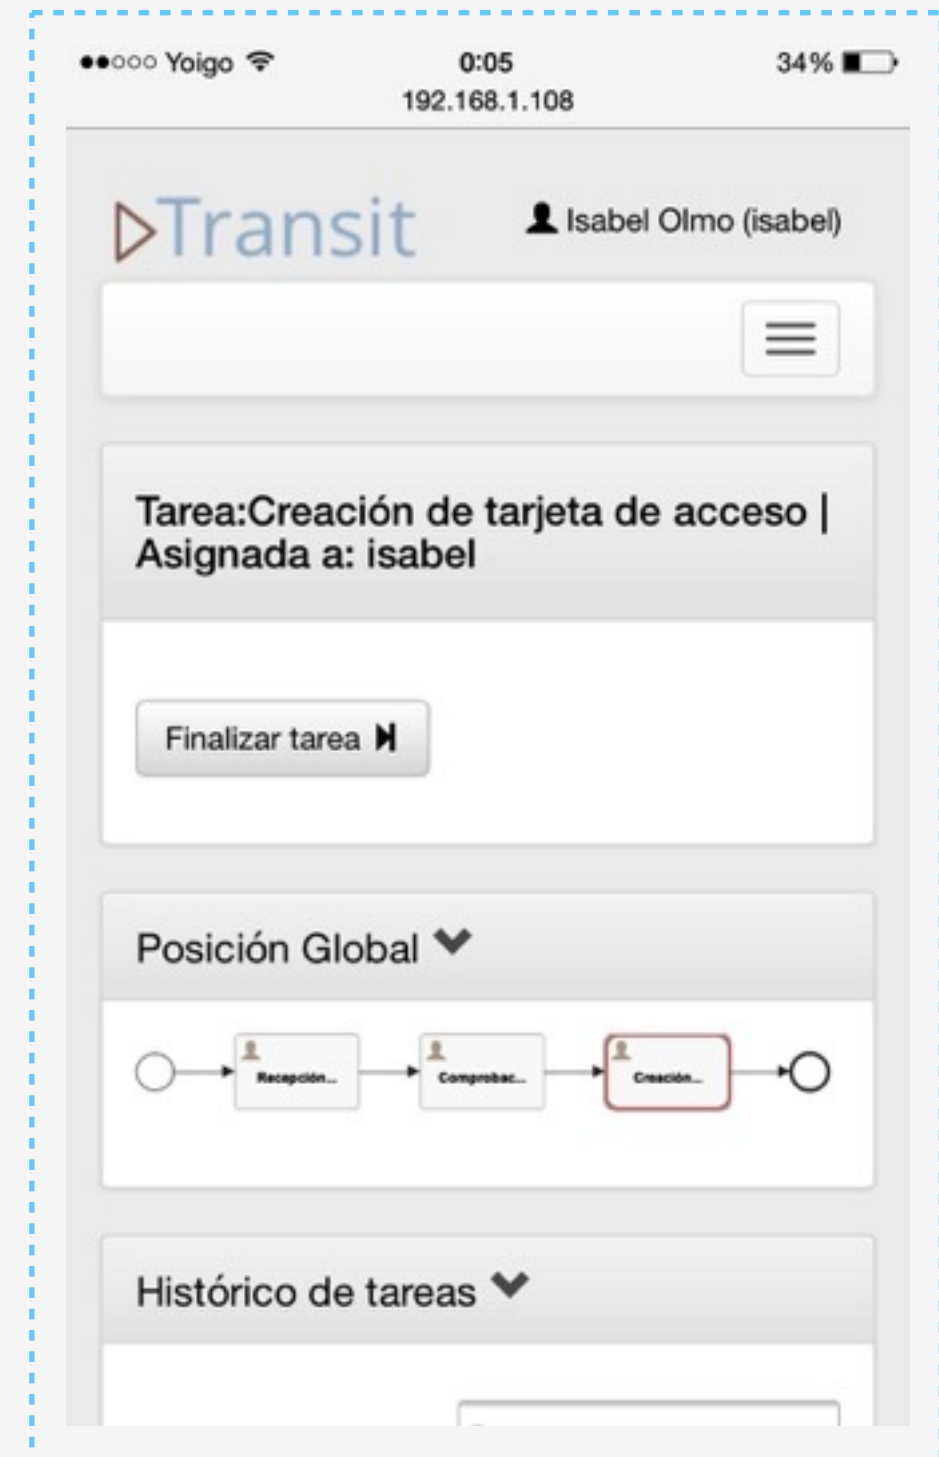 Yoigo 0:05 34%
192.168.1.108
Transit Isabel Olmo (isabel)
Tarea:Creación de tarjeta de acceso |
Asignada a: isabel
Finalizar tarea
Posición Global
Recepción... Comprobac... Creación...
Histórico de tareas